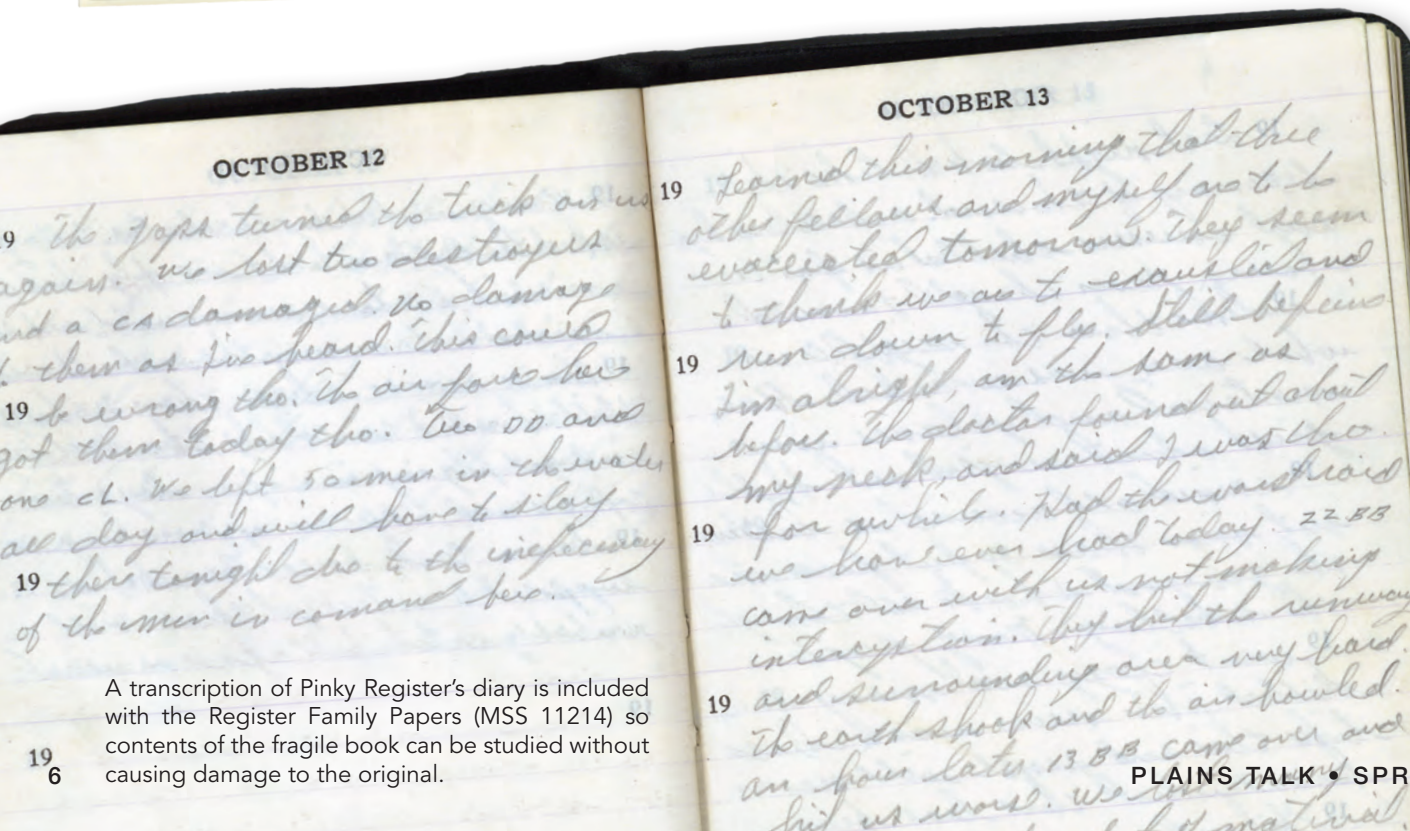 OCTOBER 12
19 The Japs turned the trick on us
again. We lost two destroyers
and a CA damaged. No damage
to them as I've heard. This could
19 be wrong tho. The air force has
got them today tho. Two DD and
one CL. We left 50 men in the water
all day and will have to stay
19 there tonight due to the
of the men in comand here.
19
OCTOBER 13
19 Learned this morning that three
other fellows and myself are to be
evacuated tomorrow. They seem
to think we are to and
19 run down to fly. Still
I'm alright, am the same as
before. The doctor found out about
my neck, and said I was thro
19 for awhile. Had the worst raid
we have ever had today. 22 BB
came over with us not making
They hit the runway
19 and surrounding area very hard.
The earth shook and the air howled.
an hour later 13 BB came over and
hit us worse. We many
of material
A transcription of Pinky Register's diary is included
with the Register Family Papers (MSS 11214) so
contents of the fragile book can be studied without
causing damage to the original.
6
PLAINS TALK • SPR